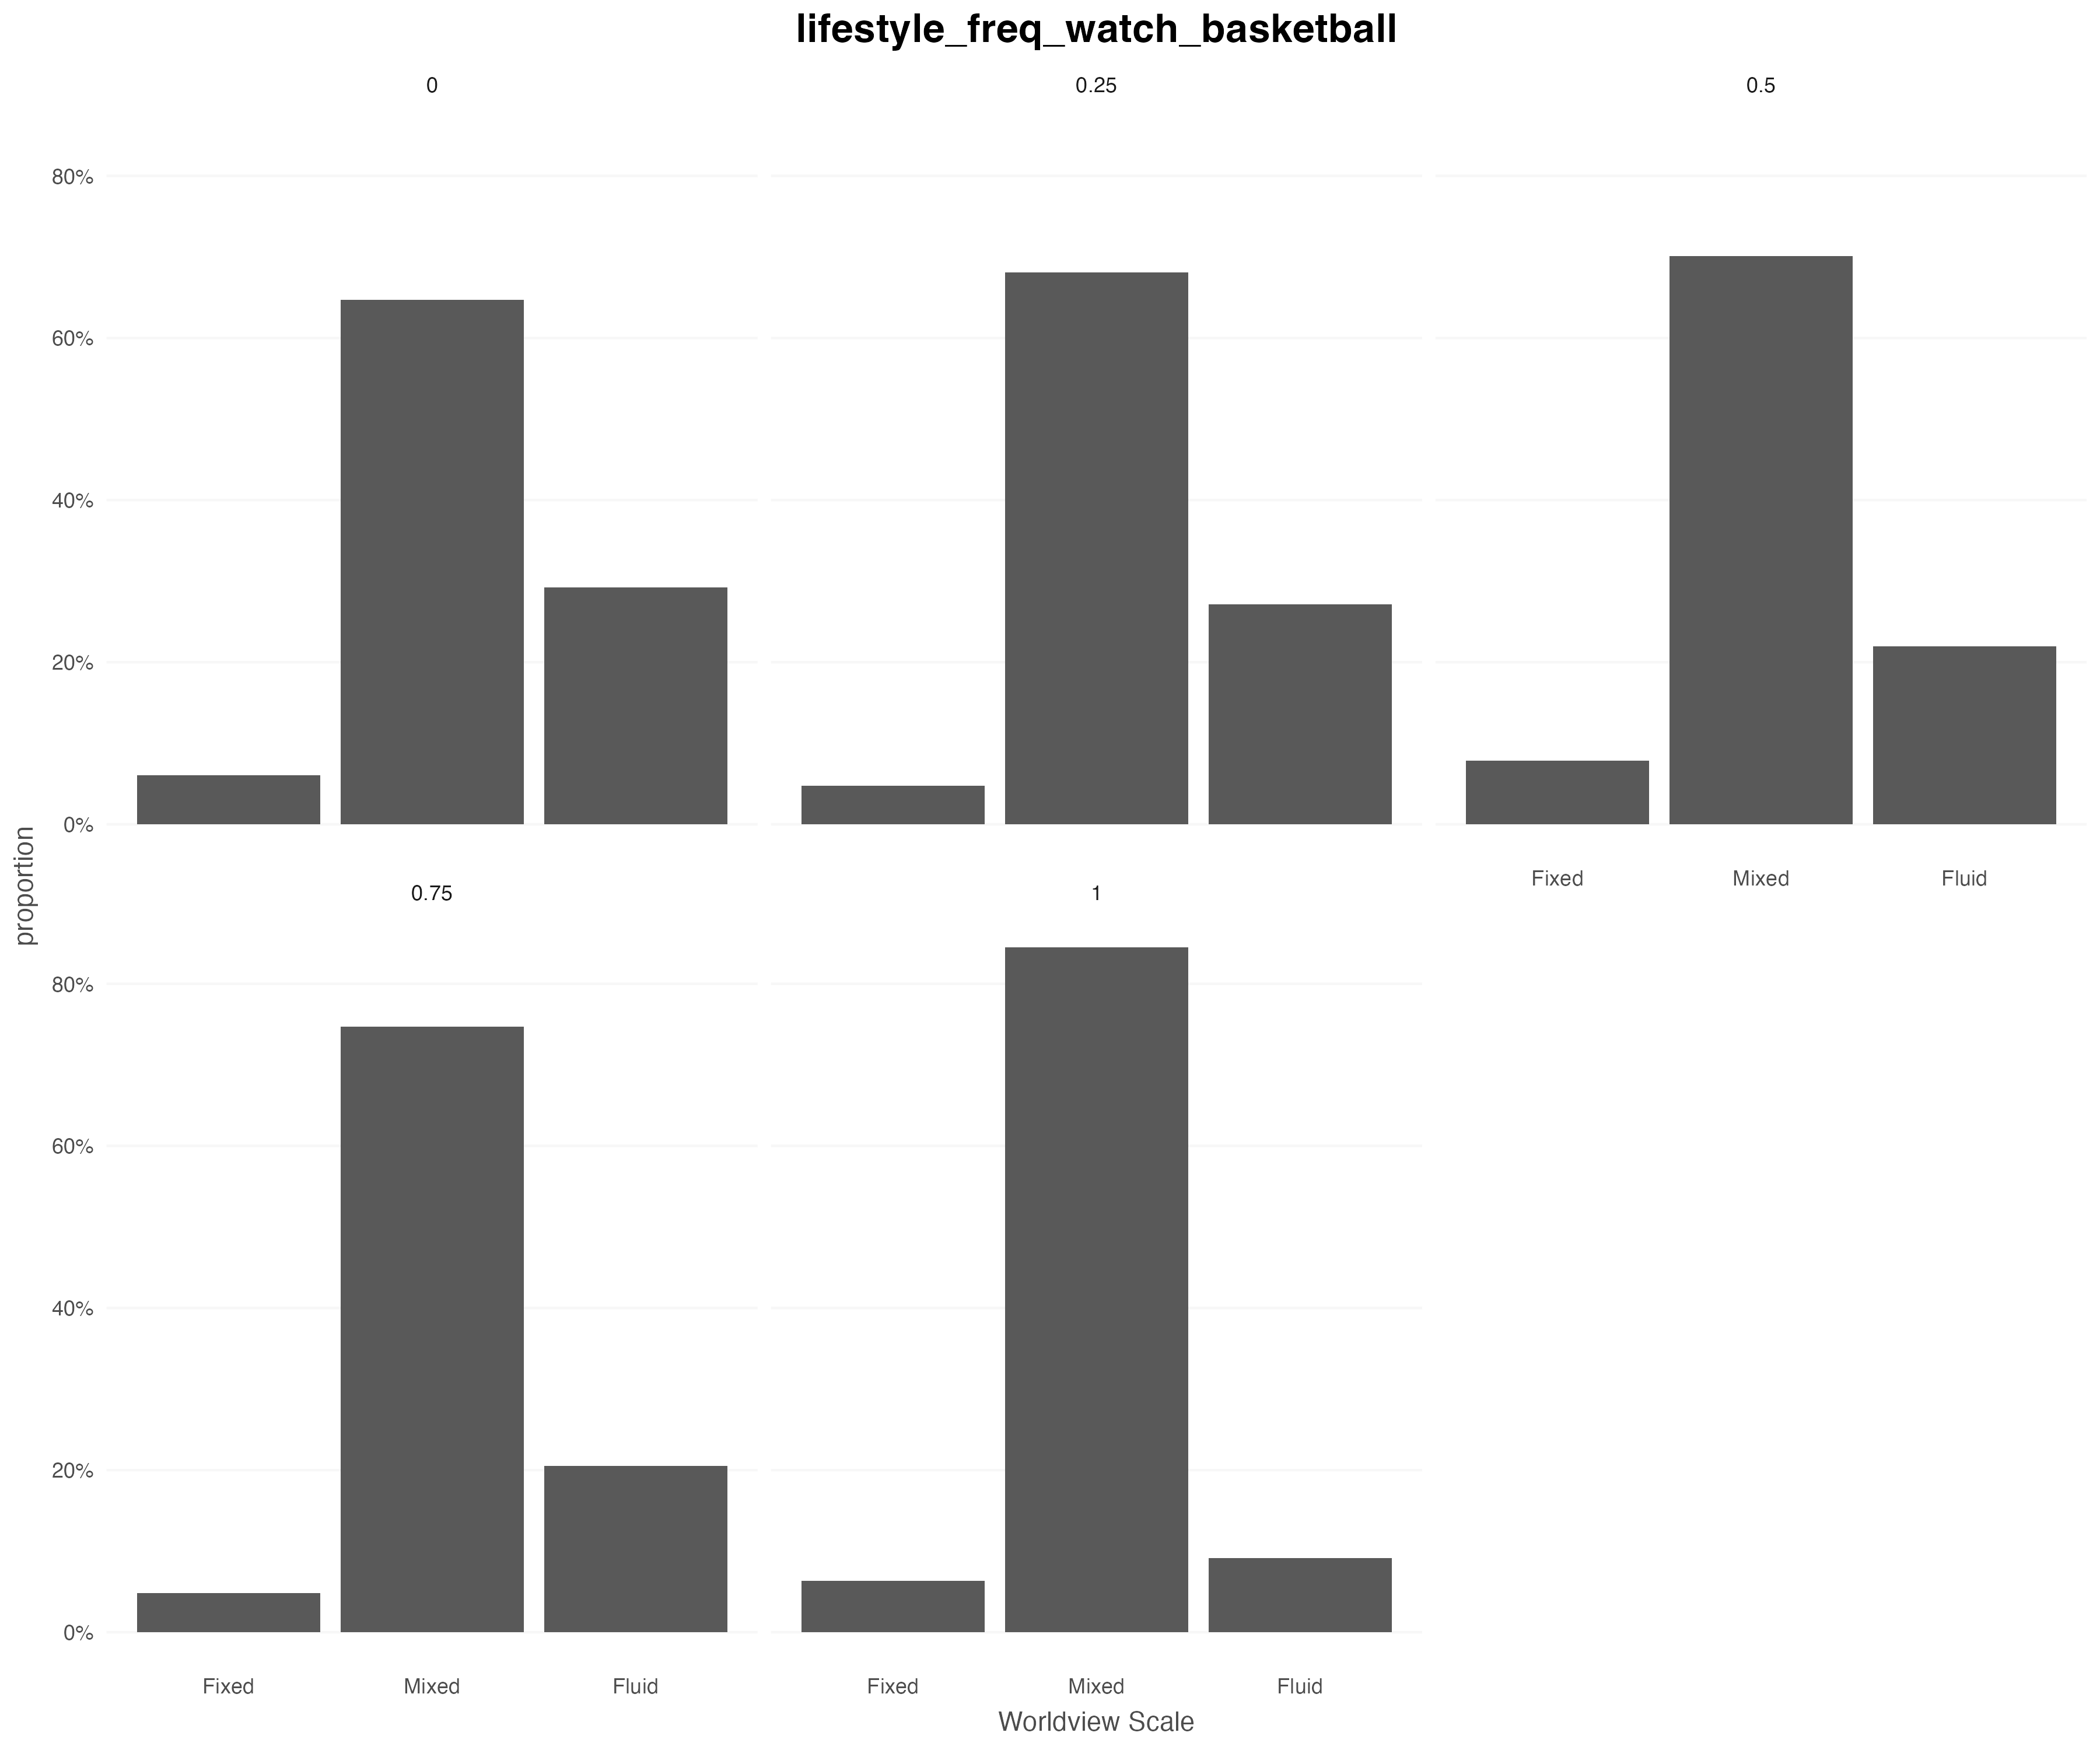 lifestyle_freq_watch_basketball
0 0.25 0.5
80%
60%
40%
20%
0%
Fixed Mixed Fluid
0.75 1
80%
60%
40%
20%
0%
Fixed Mixed Fluid Fixed Mixed Fluid
Worldview Scale
proportion